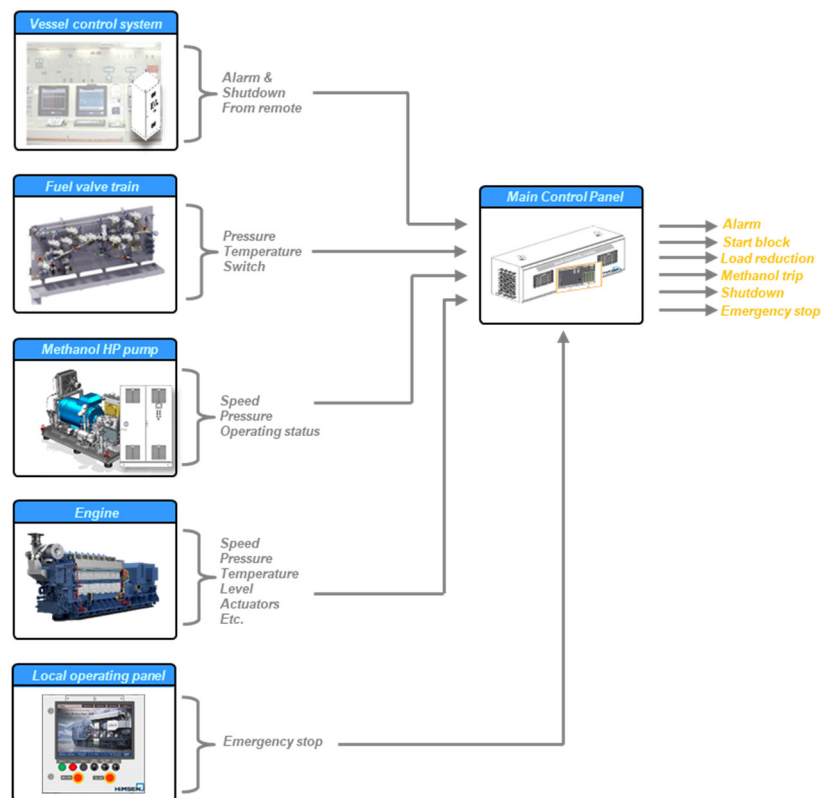 Vessel control system
Alarm &
Shutdown
From remote
Fuel valve train
Pressure
Temperature
Switch
Main Control Panel
Alarm
Start block
Load reduction
Methanol trip
Shutdown
Emergency stop
Methanol HP pump
Speed
Pressure
Operating status
Engine
Speed
Pressure
Temperature
Level
Actuators
Etc.
Local operating panel
Emergency stop
HiMSEN